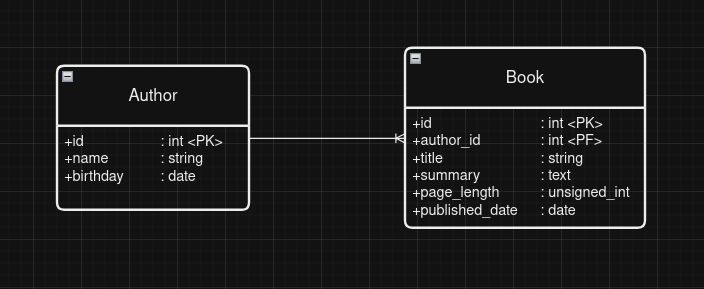 Author
+id : int <PK>
+name : string
+birthday : date
Book
+id : int <PK>
+author_id : int <PF>
+title : string
+summary : text
+page_length : unsigned_int
+published_date : date